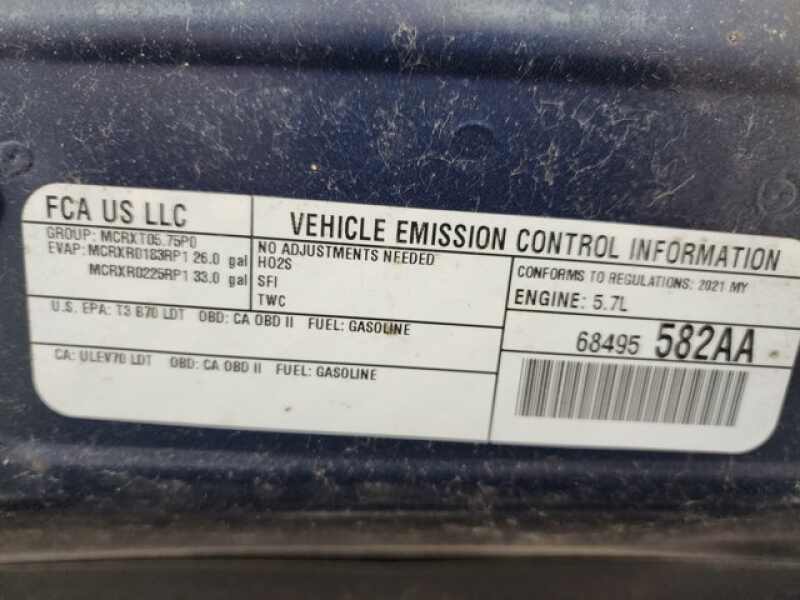 FCA US LLC
VEHICLE EMISSION CONTROL INFORMATION
GROUP: MCRXT05.75P0
EVAP: MCRXR0183RP1 26.0 gal
MCRXR0225RP1 33.0 gal
NO ADJUSTMENTS NEEDED
HO2S
SFI
TWC
CONFORMS TO REGULATIONS: 2021 MY
ENGINE: 5.7L
U.S. EPA: T3 B70 LDT OBD: CA OBD II FUEL: GASOLINE
68495 582AA
CA: ULEV70 LDT OBD: CA OBD II FUEL: GASOLINE